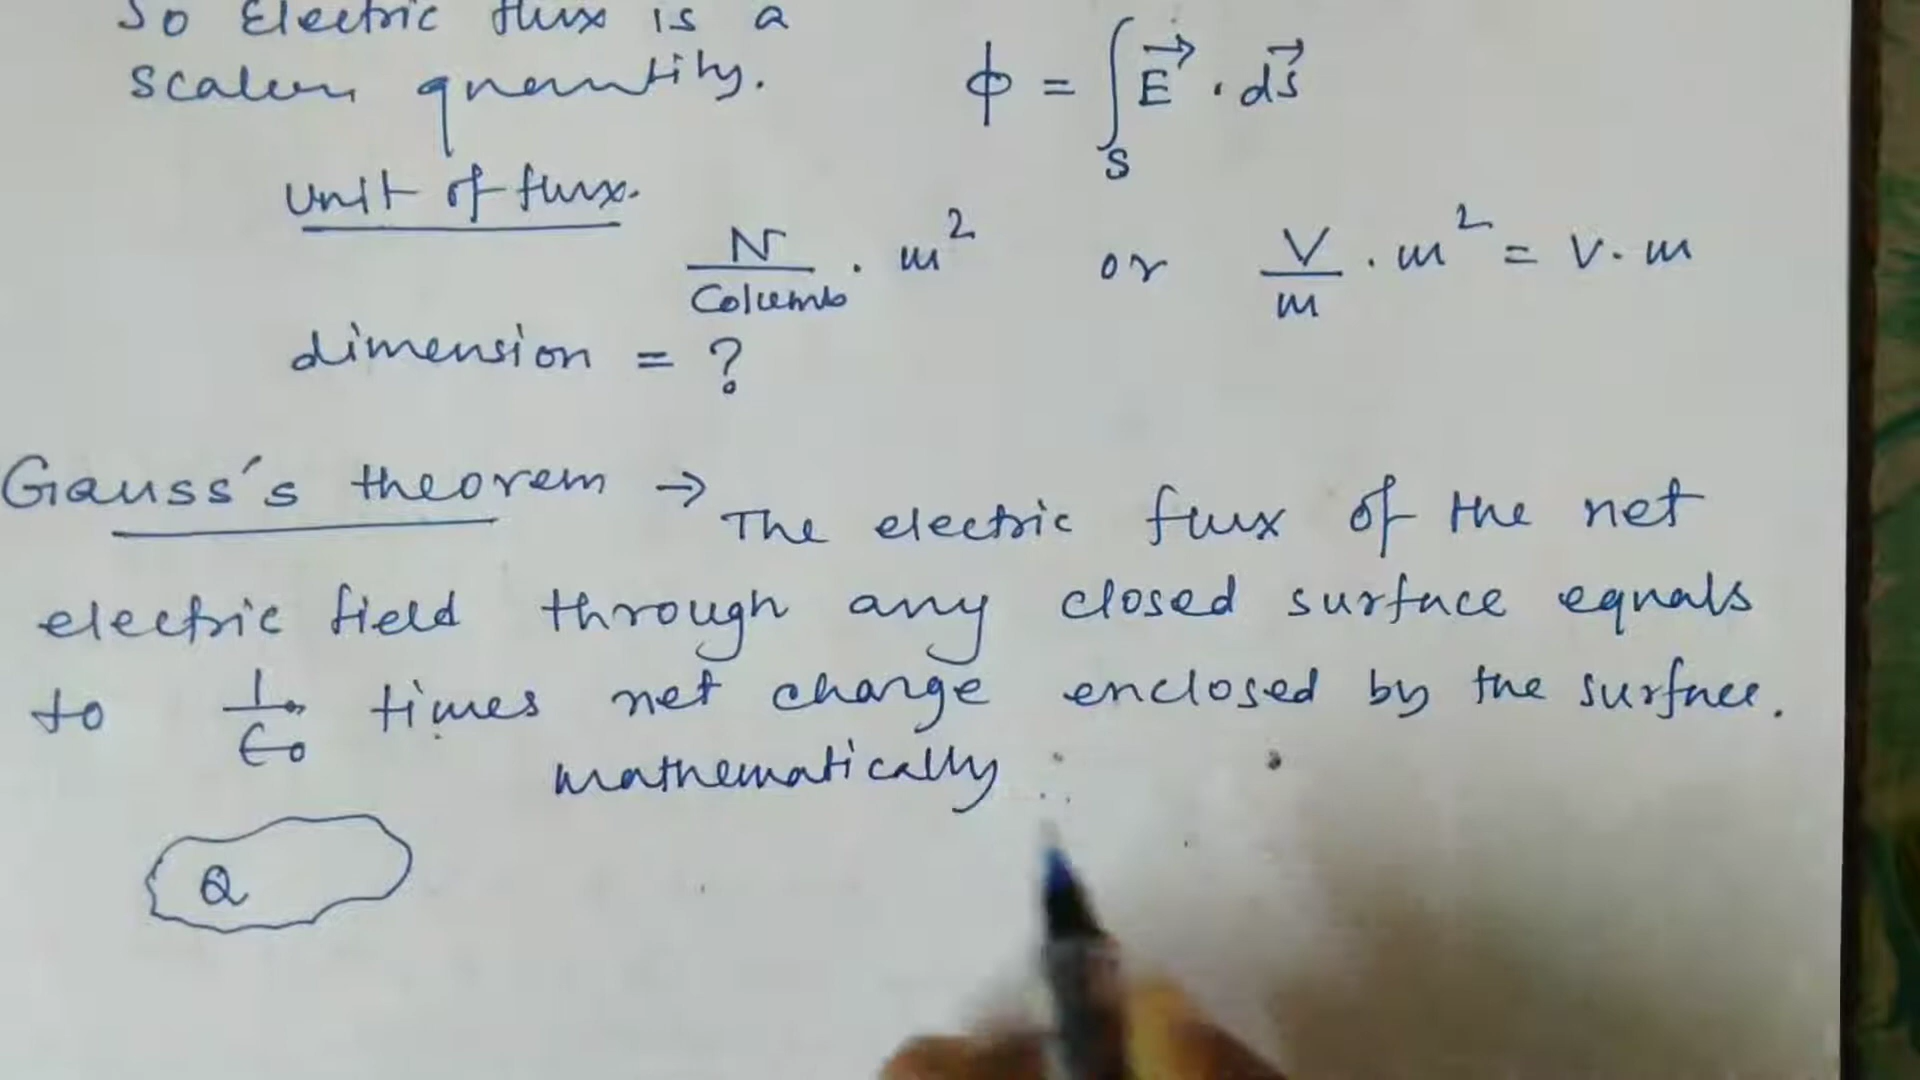 So Electric flux is a
scalar quantity.
ϕ = ∫_S E⃗ . ds⃗
Unit of flux.
N/Columb . m² or V/m . m² = V. m
dimension = ?
Gauss's theorem → The electric flux of the net
electric field through any closed surface equals
to 1/ϵ₀ times net charge enclosed by the surface.
mathematically
Q